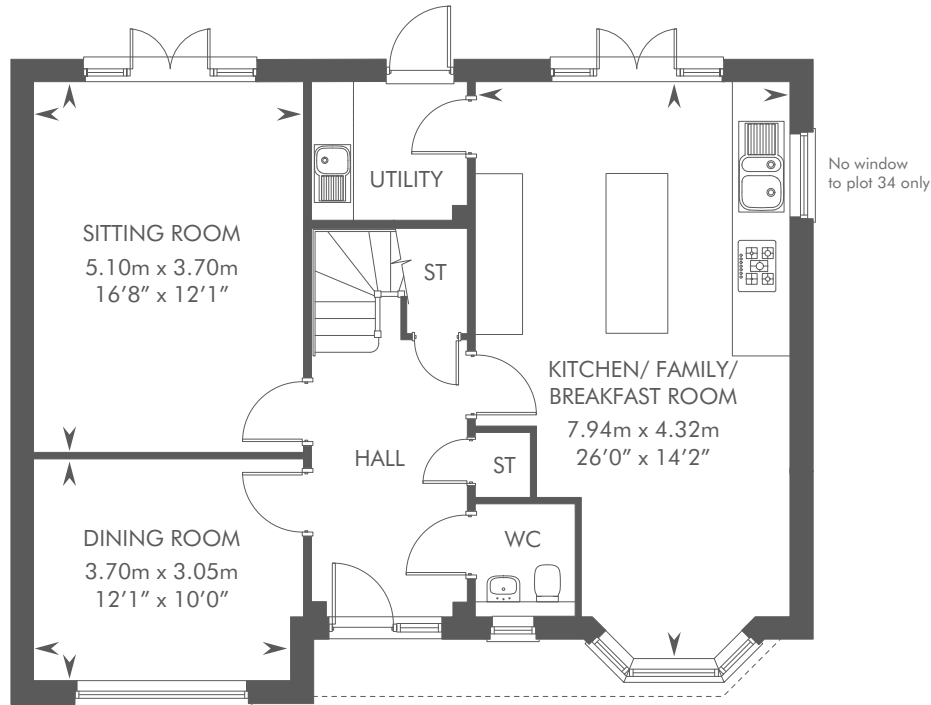 No window
to plot 34 only
UTILITY
SITTING ROOM
5.10m x 3.70m
16’8” x 12’1”
ST
KITCHEN/ FAMILY/
BREAKFAST ROOM
7.94m x 4.32m
26’0” x 14’2”
HALL
ST
DINING ROOM
3.70m x 3.05m
12’1” x 10’0”
WC